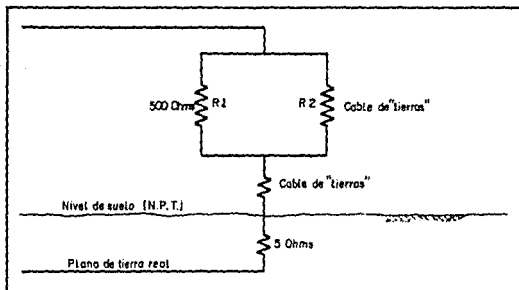 500 Ohms
R1
R2
Cable de "tierras"
Cable de "tierras"
Nivel de suelo (N.P.T.)
5 Ohms
Plano de tierra real